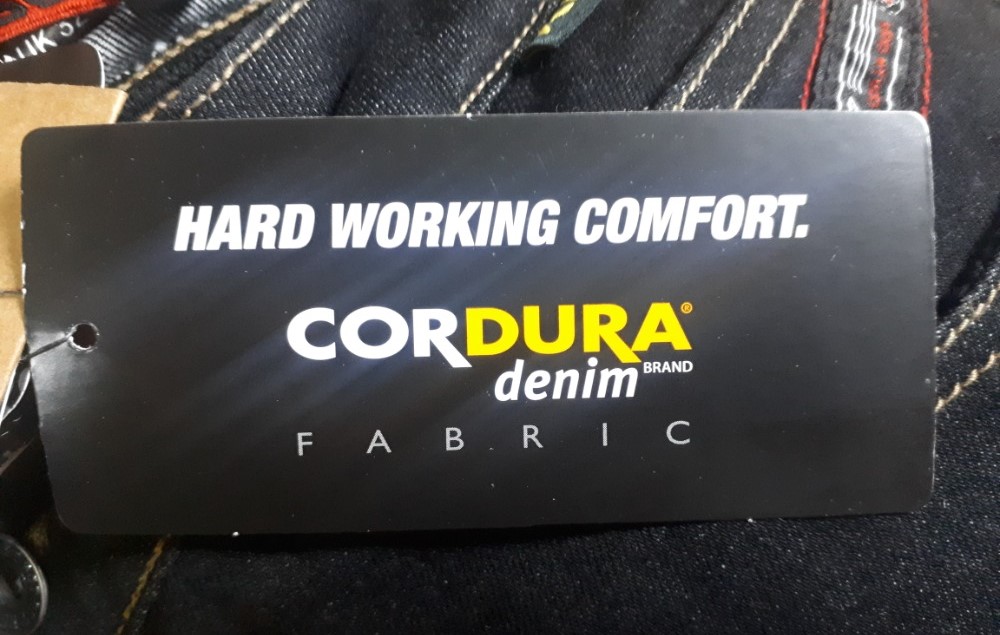 HARD WORKING COMFORT.
CORDURA®
denim BRAND
FABRIC